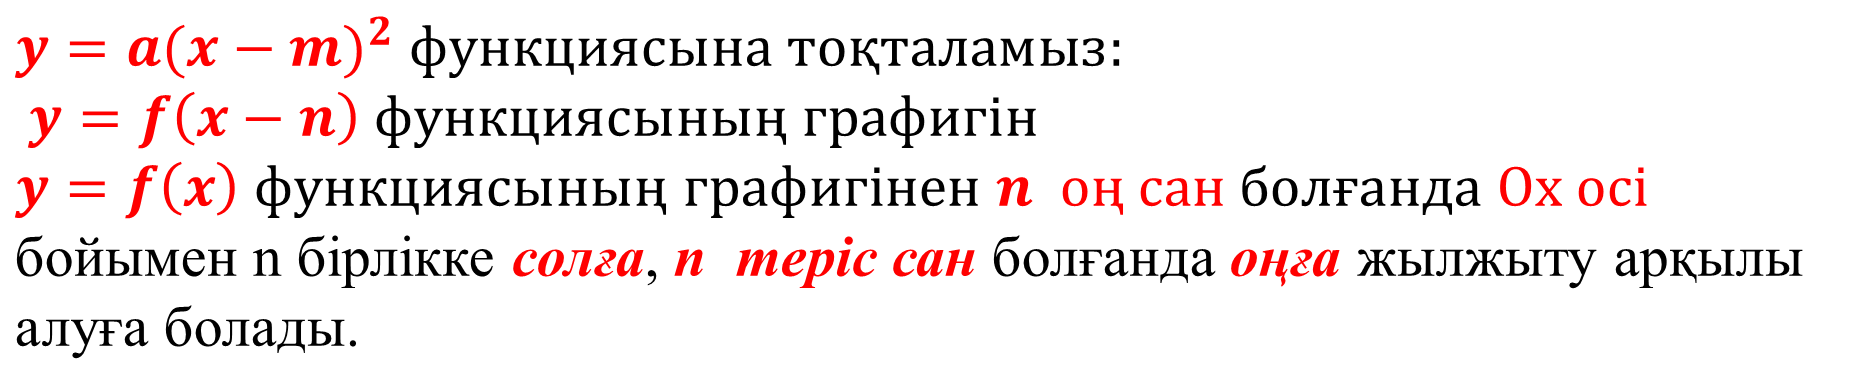 y = a(x − m)² функциясына тоқталамыз:
y = f(x − n) функциясының графигін
y = f(x) функциясының графигінен n оң сан болғанда Ох осі
бойымен n бірлікке солға, n теріс сан болғанда оңға жылжыту арқылы
алуға болады.